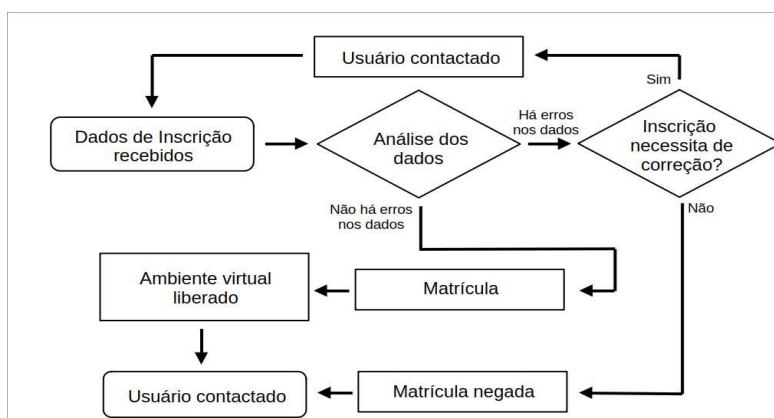 Usuário contactado
Sim
Dados de Inscrição
recebidos
Análise dos
dados
Há erros
nos dados
Inscrição
necessita de
correção?
Não há erros
nos dados
Não
Ambiente virtual
liberado
Matrícula
Usuário contactado
Matrícula negada